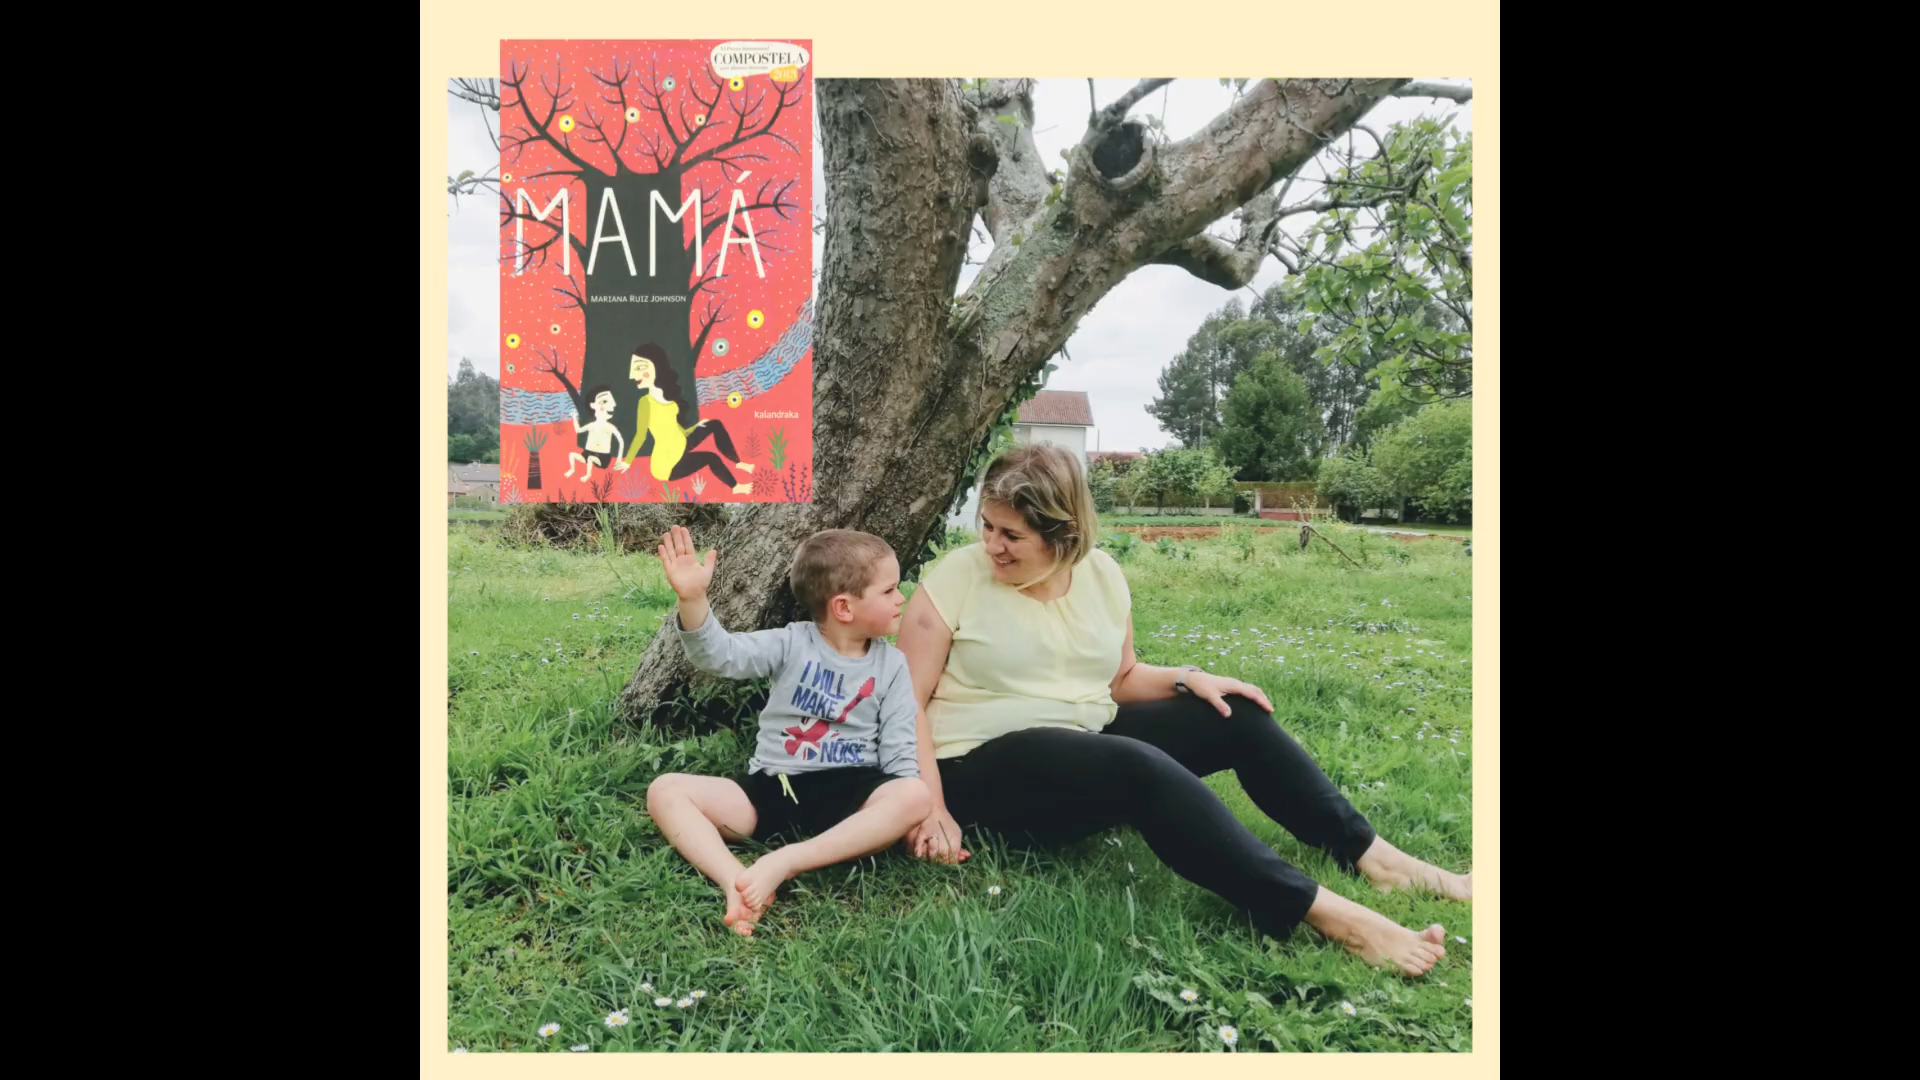 COMPOSTELA
2013
MAMÁ
MARIANA RUIZ JOHNSON
kalandraka
I WILL
MAKE
NOISE